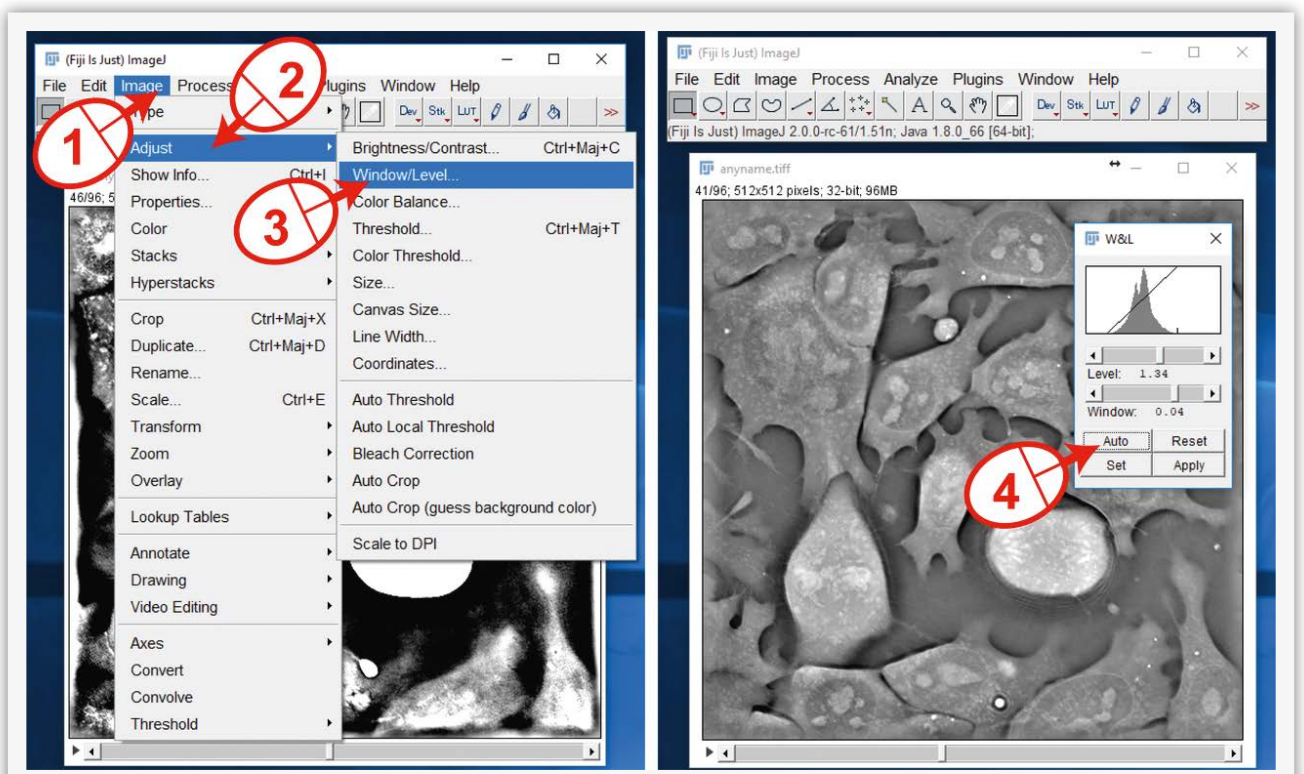 (Fiji Is Just) ImageJ
File Edit Image Process Plugins Window Help
Dev Stk LUT >>
1
2
Type
Adjust
Show Info... Ctrl+I
Properties...
Color
Stacks
Hyperstacks
Crop Ctrl+Maj+X
Duplicate... Ctrl+Maj+D
Rename...
Scale... Ctrl+E
Transform
Zoom
Overlay
Lookup Tables
Annotate
Drawing
Video Editing
Axes
Convert
Convolve
Threshold
46/96; 5
3
Brightness/Contrast... Ctrl+Maj+C
Window/Level...
Color Balance...
Threshold... Ctrl+Maj+T
Color Threshold...
Size...
Canvas Size...
Line Width...
Coordinates...
Auto Threshold
Auto Local Threshold
Bleach Correction
Auto Crop
Auto Crop (guess background color)
Scale to DPI
(Fiji Is Just) ImageJ
File Edit Image Process Analyze Plugins Window Help
A Dev Stk LUT >>
(Fiji Is Just) ImageJ 2.0.0-rc-61/1.51n; Java 1.8.0_66 [64-bit];
anyname.tiff
41/96; 512x512 pixels; 32-bit; 96MB
W&L
Level: 1.34
Window: 0.04
Auto Reset
Set Apply
4